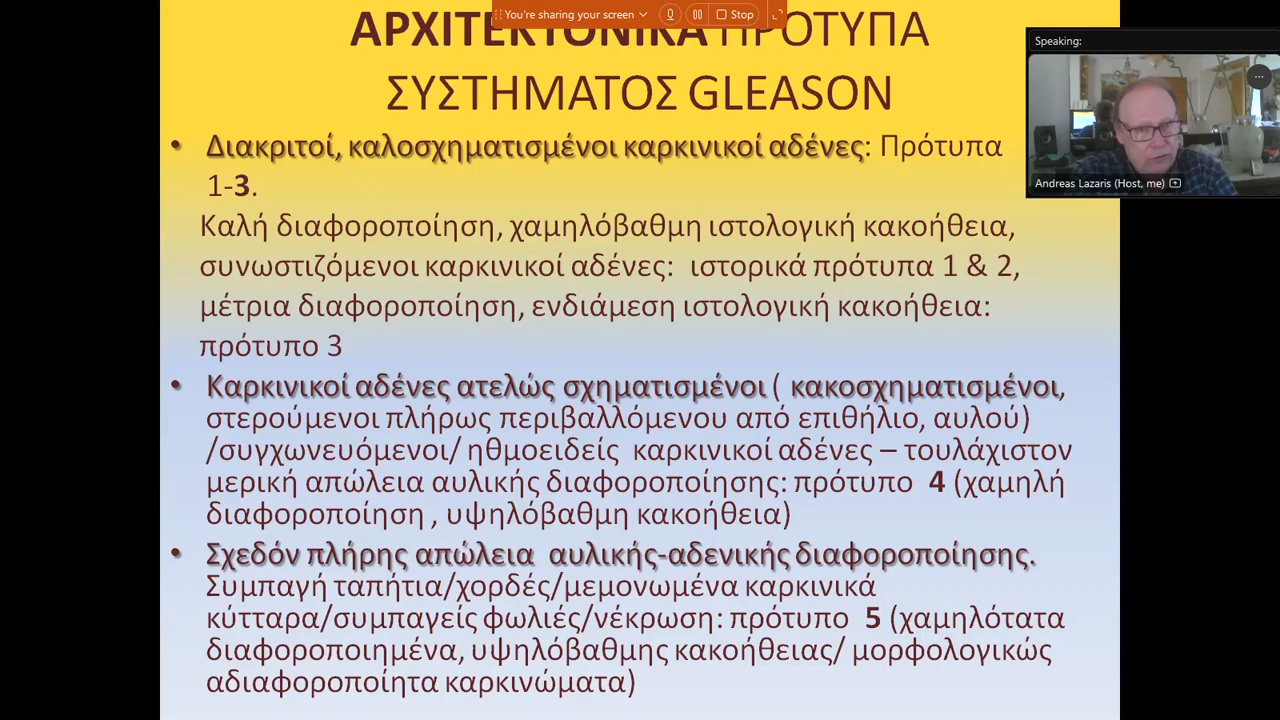 You're sharing your screen
Stop
ΑΡΧΙΤΕΚΤΟΝΙΚΑ ΠΡΟΤΥΠΑ
ΣΥΣΤΗΜΑΤΟΣ GLEASON
Speaking:
Andreas Lazaris (Host, me)
• Διακριτοί, καλοσχηματισμένοι καρκινικοί αδένες: Πρότυπα
1-3.
Καλή διαφοροποίηση, χαμηλόβαθμη ιστολογική κακοήθεια,
συνωστιζόμενοι καρκινικοί αδένες: ιστορικά πρότυπα 1 & 2,
μέτρια διαφοροποίηση, ενδιάμεση ιστολογική κακοήθεια:
πρότυπο 3
• Καρκινικοί αδένες ατελώς σχηματισμένοι ( κακοσχηματισμένοι,
στερούμενοι πλήρως περιβαλλόμενου από επιθήλιο, αυλού)
/συγχωνευόμενοι/ ηθμοειδείς καρκινικοί αδένες – τουλάχιστον
μερική απώλεια αυλικής διαφοροποίησης: πρότυπο 4 (χαμηλή
διαφοροποίηση , υψηλόβαθμη κακοήθεια)
• Σχεδόν πλήρης απώλεια αυλικής-αδενικής διαφοροποίησης.
Συμπαγή ταπήτια/χορδές/μεμονωμένα καρκινικά
κύτταρα/συμπαγείς φωλιές/νέκρωση: πρότυπο 5 (χαμηλότατα
διαφοροποιημένα, υψηλόβαθμης κακοήθειας/ μορφολογικώς
αδιαφοροποίητα καρκινώματα)